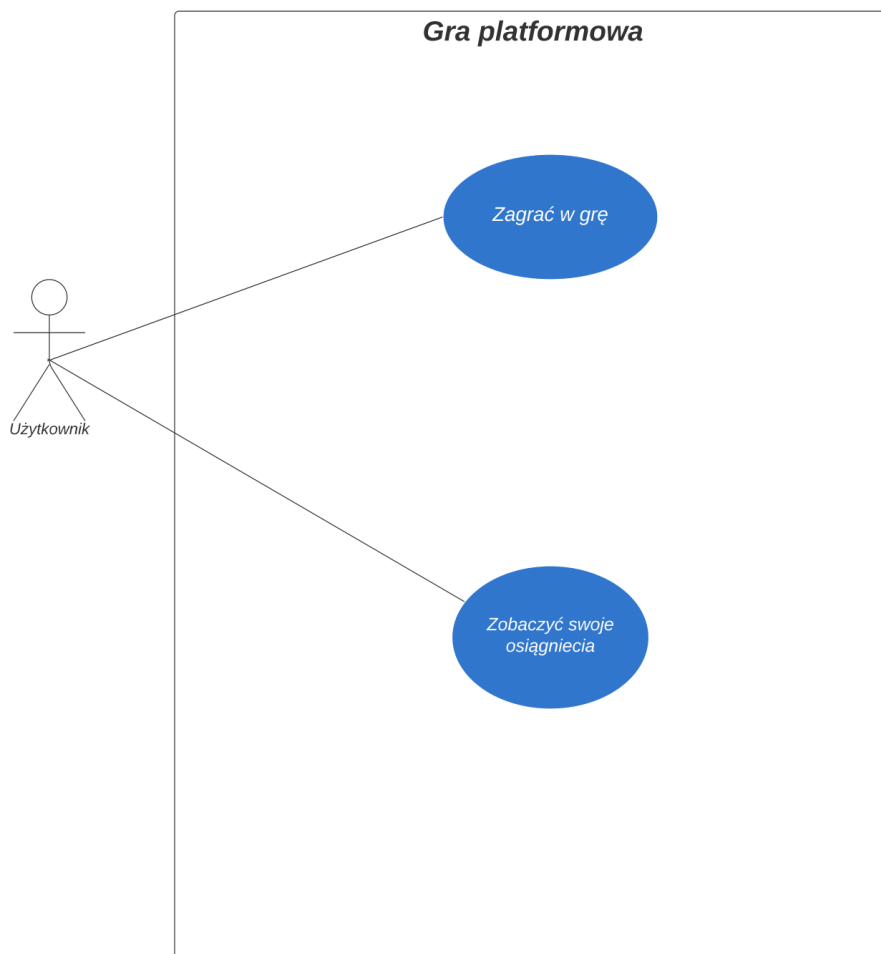 Gra platformowa
Zagrać w grę
Użytkownik
Zobaczyć swoje
osiągniecia